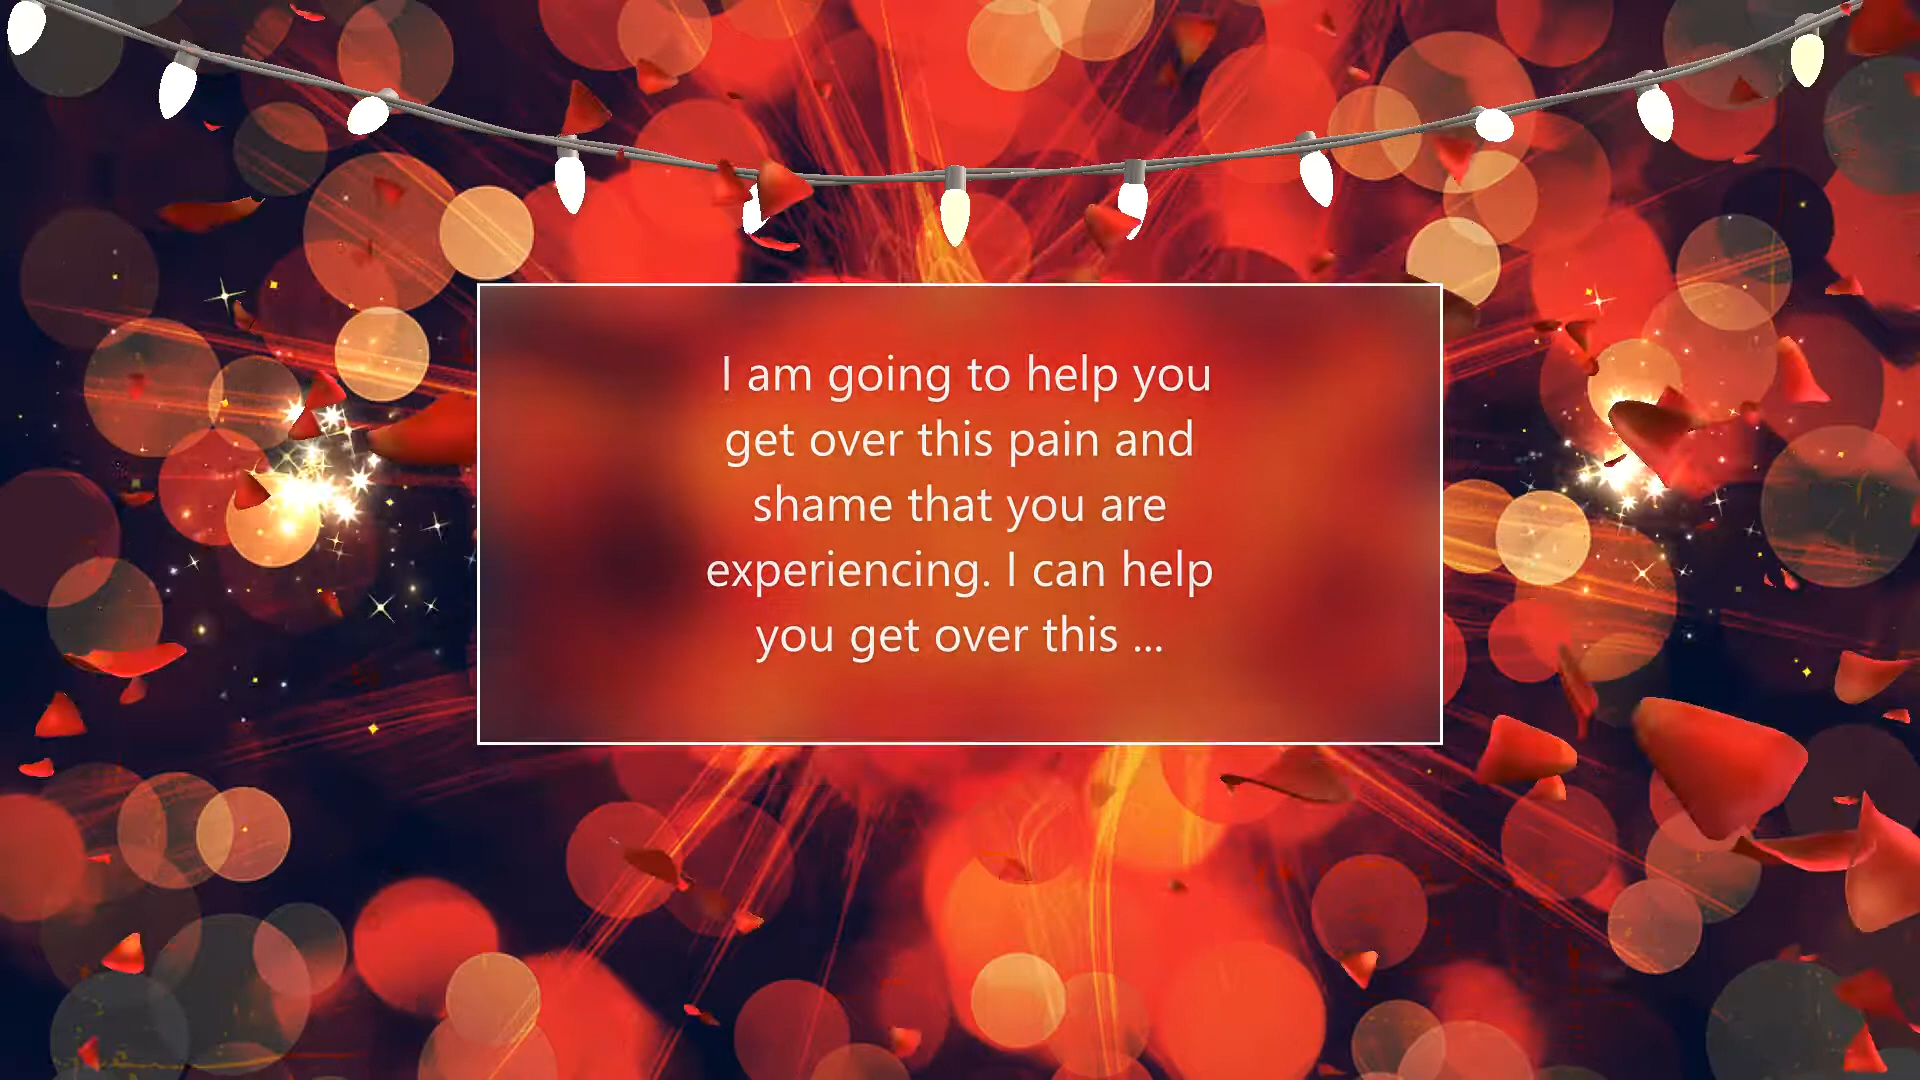 I am going to help you
get over this pain and
shame that you are
experiencing. I can help
you get over this ...